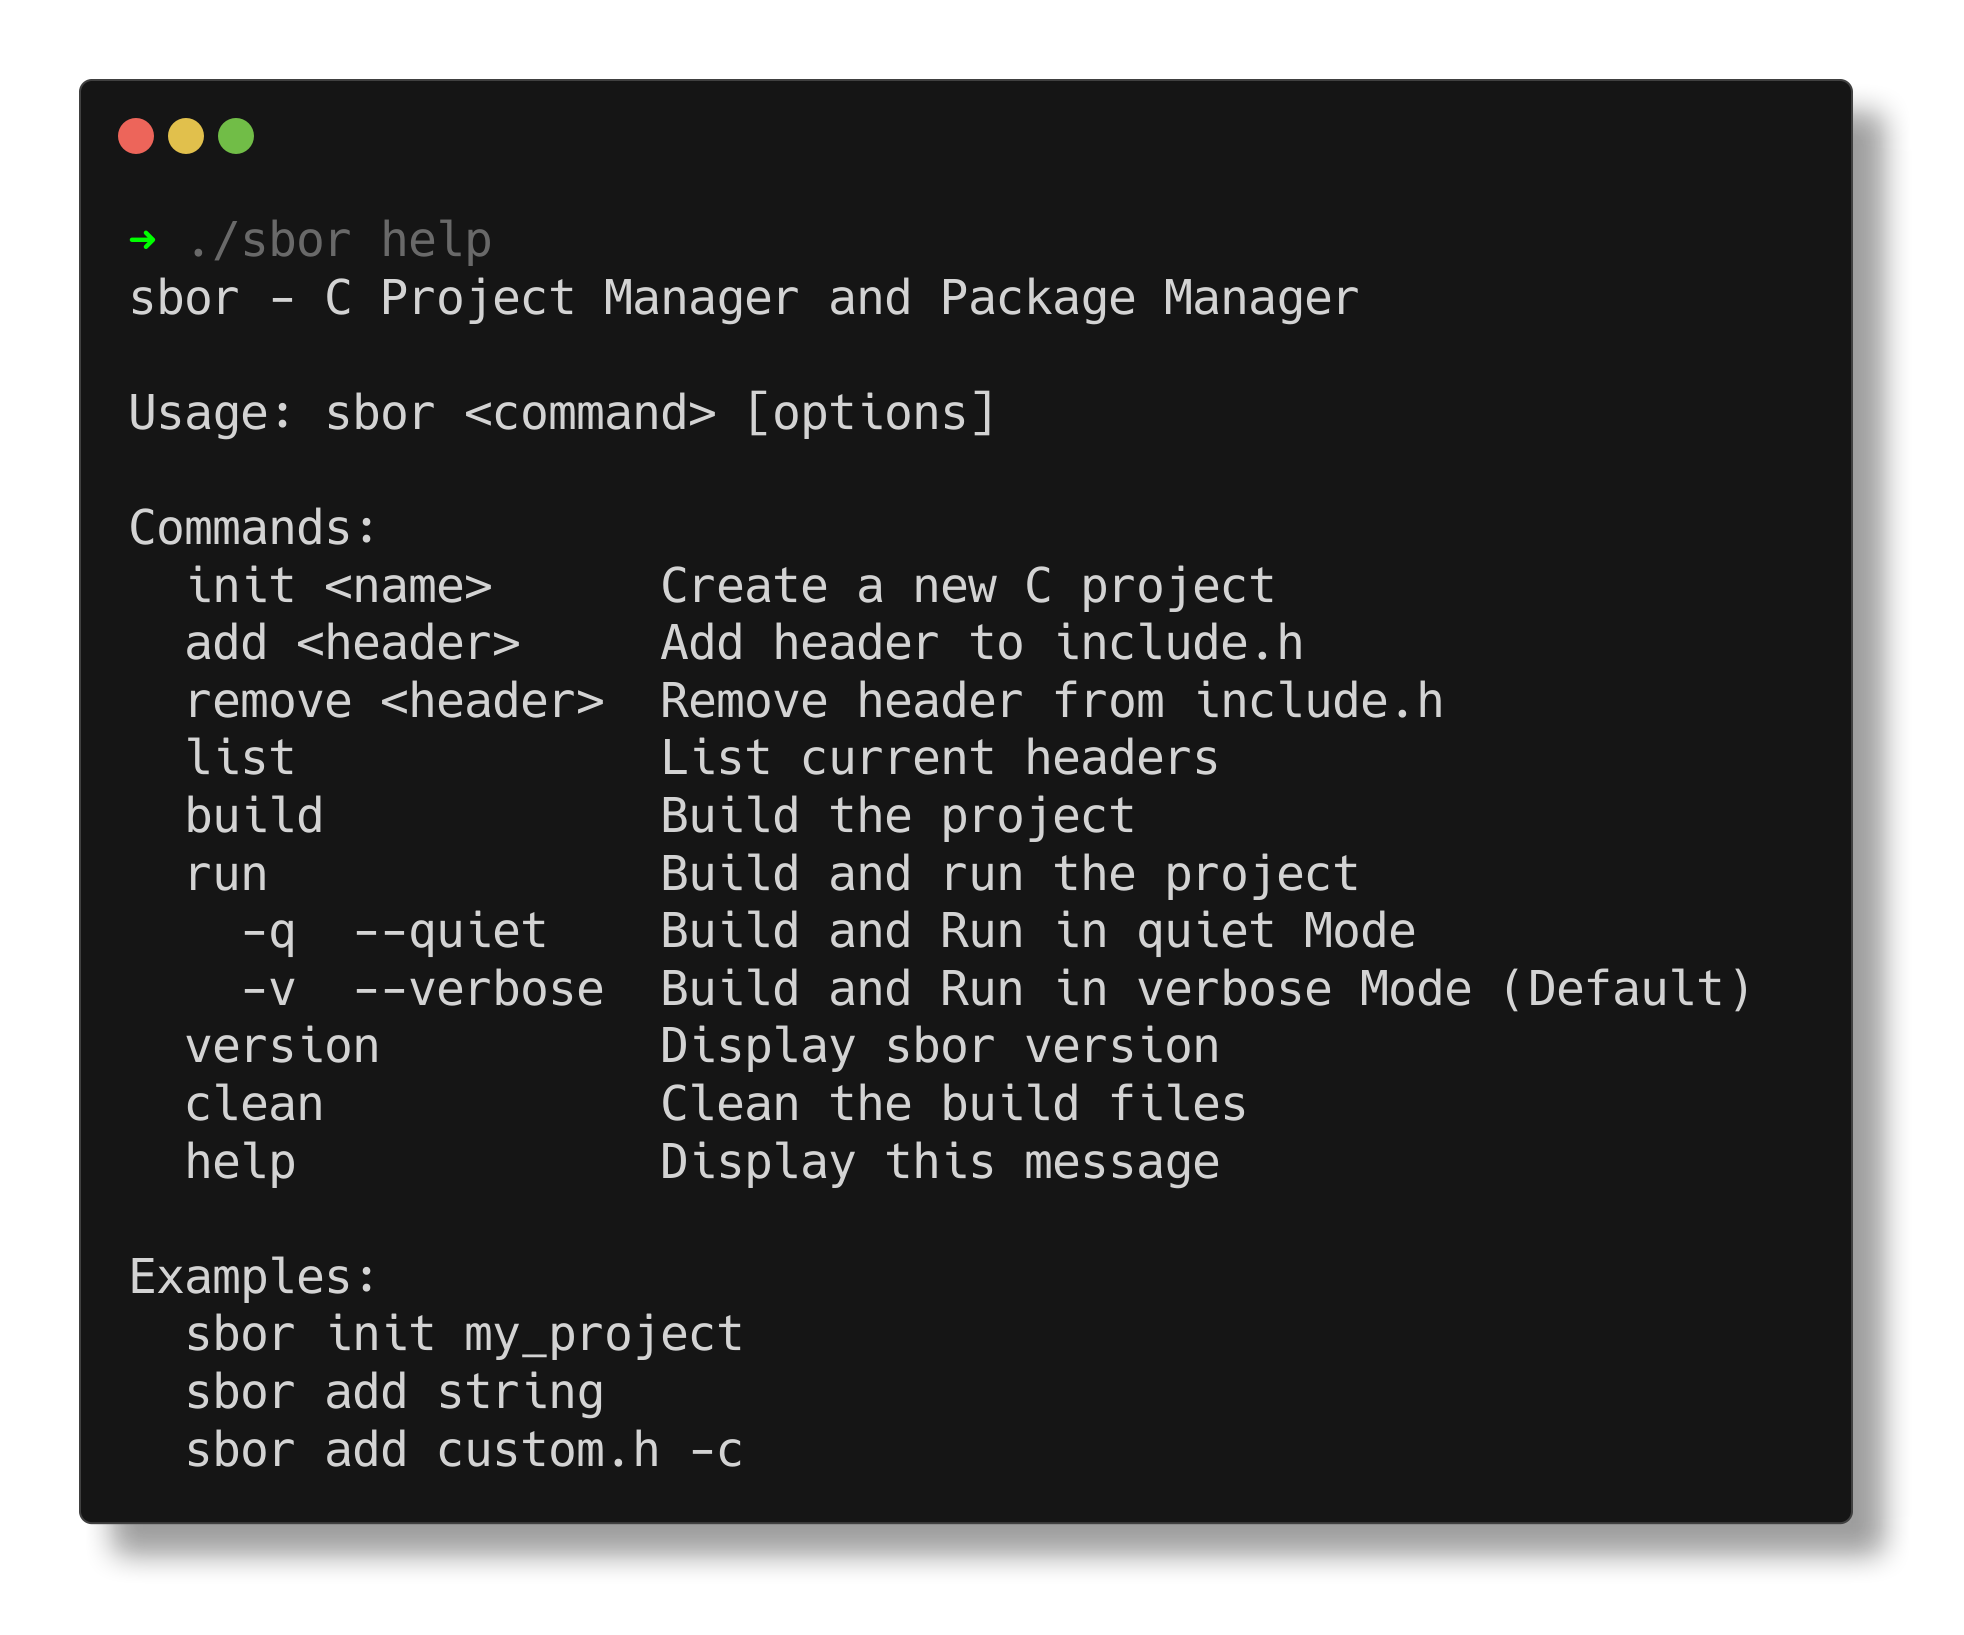 ➜ ./sbor help
sbor - C Project Manager and Package Manager

Usage: sbor <command> [options]

Commands:
  init <name>      Create a new C project
  add <header>     Add header to include.h
  remove <header>  Remove header from include.h
  list             List current headers
  build            Build the project
  run              Build and run the project
    -q  --quiet    Build and Run in quiet Mode
    -v  --verbose  Build and Run in verbose Mode (Default)
  version          Display sbor version
  clean            Clean the build files
  help             Display this message

Examples:
  sbor init my_project
  sbor add string
  sbor add custom.h -c